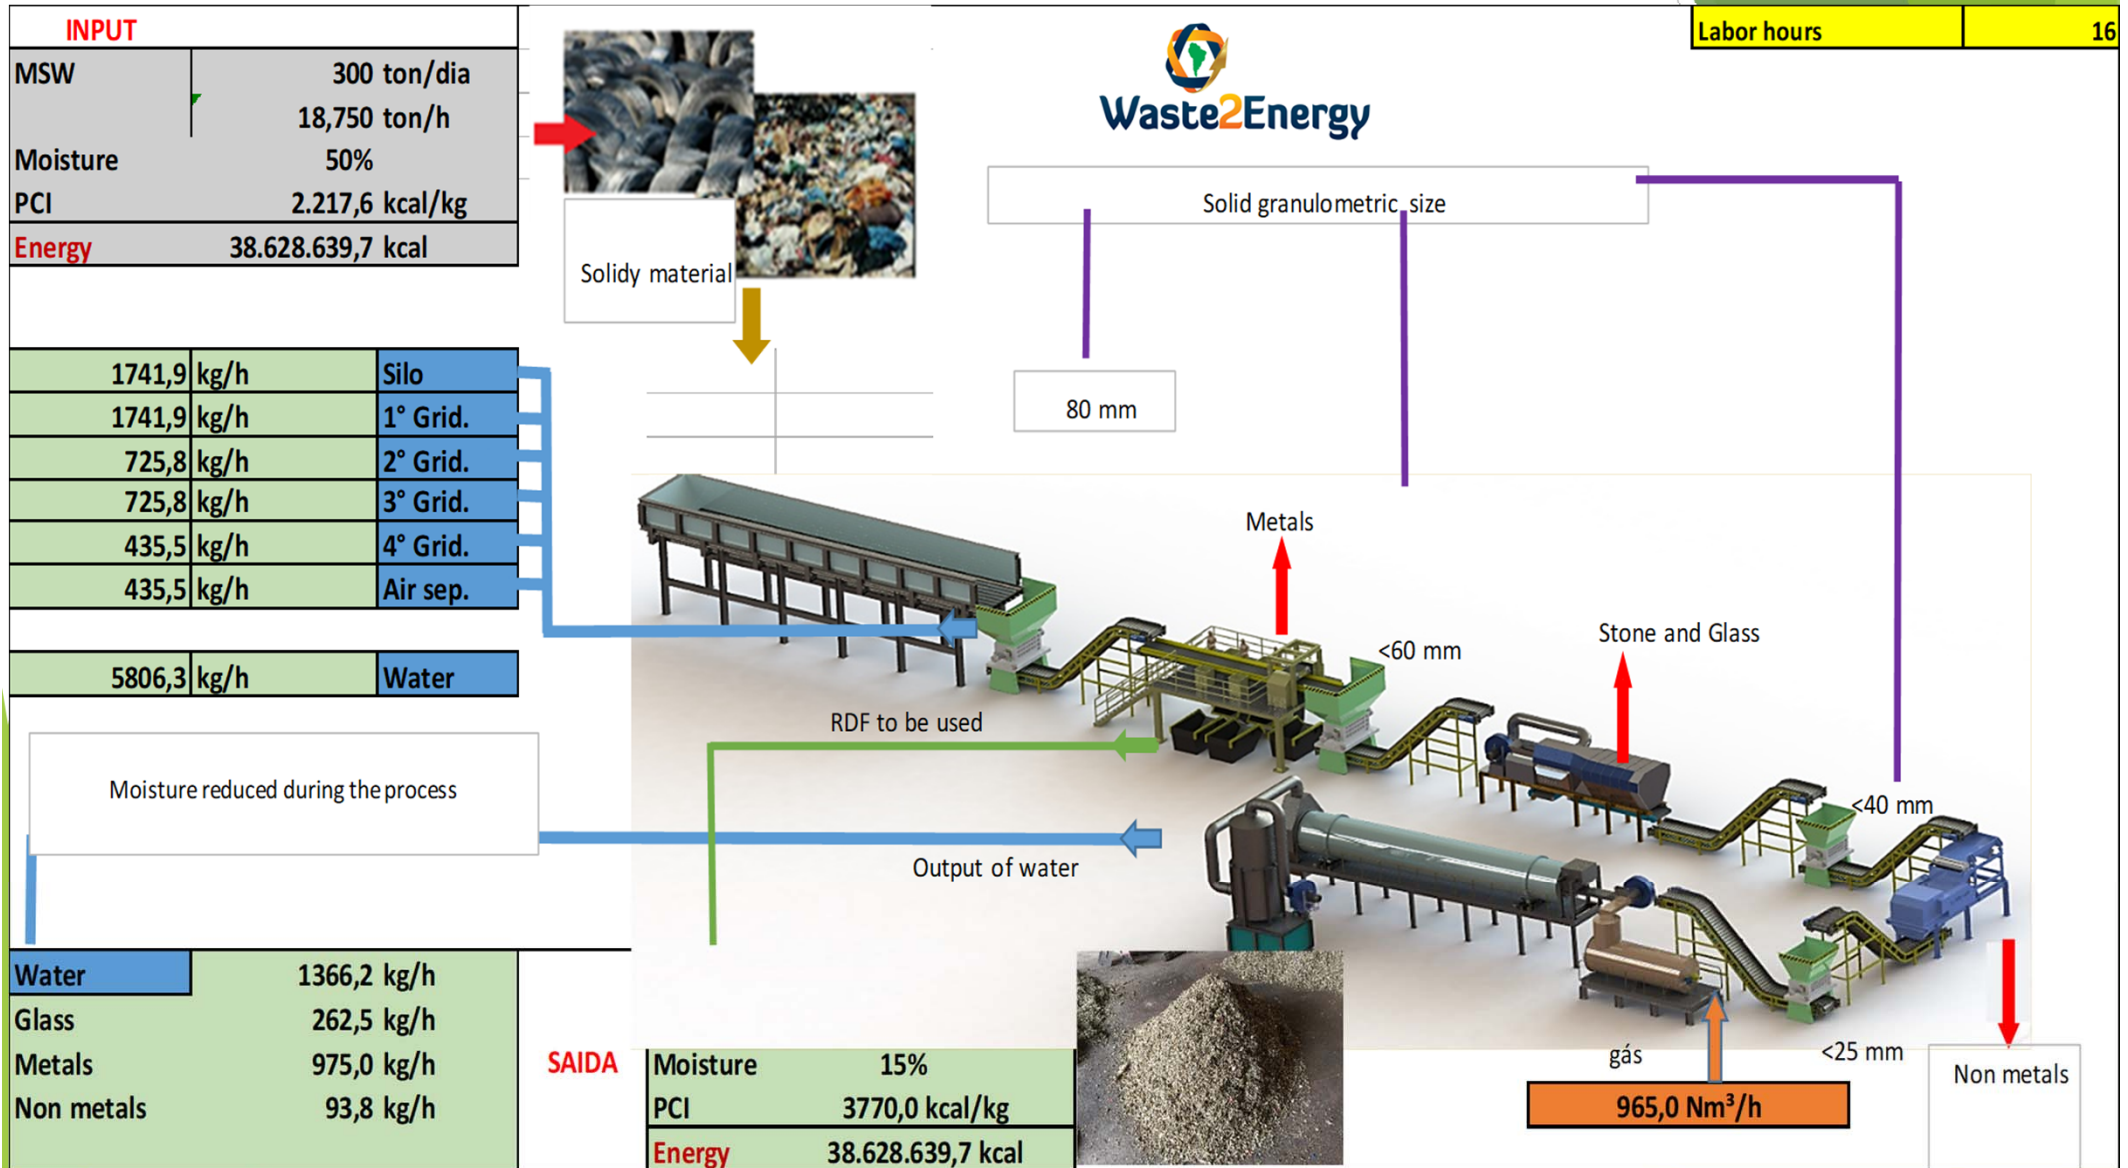 INPUT
MSW 300 ton/dia
18,750 ton/h
Moisture 50%
PCI 2.217,6 kcal/kg
Energy 38.628.639,7 kcal
Labor hours 16
Waste2Energy
Solid granulometric size
Solidy material
80 mm
1741,9 kg/h Silo
1741,9 kg/h 1° Grid.
725,8 kg/h 2° Grid.
725,8 kg/h 3° Grid.
435,5 kg/h 4° Grid.
435,5 kg/h Air sep.
5806,3 kg/h Water
Metals
<60 mm
Stone and Glass
RDF to be used
Moisture reduced during the process
<40 mm
Output of water
Water 1366,2 kg/h
Glass 262,5 kg/h
Metals 975,0 kg/h
Non metals 93,8 kg/h
SAIDA
Moisture 15%
PCI 3770,0 kcal/kg
Energy 38.628.639,7 kcal
gás
<25 mm
965,0 Nm³/h
Non metals